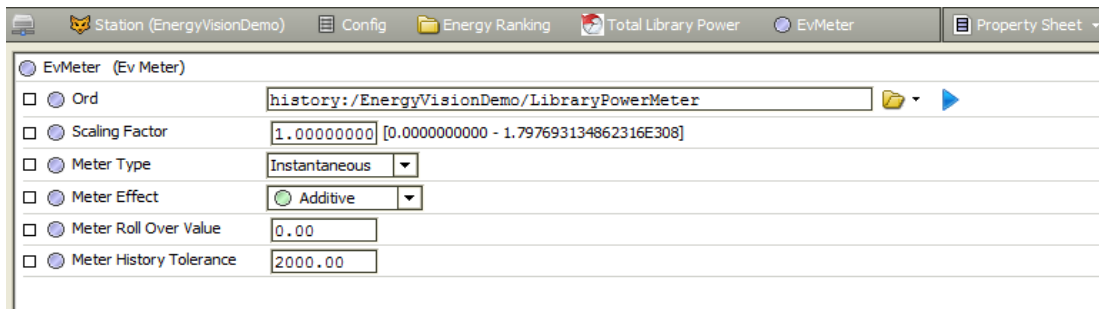 Station (EnergyVisionDemo) Config Energy Ranking Total Library Power EvMeter Property Sheet
EvMeter (Ev Meter)
Ord history:/EnergyVisionDemo/LibraryPowerMeter
Scaling Factor 1.00000000 [0.0000000000 - 1.797693134862316E308]
Meter Type Instantaneous
Meter Effect Additive
Meter Roll Over Value 0.00
Meter History Tolerance 2000.00